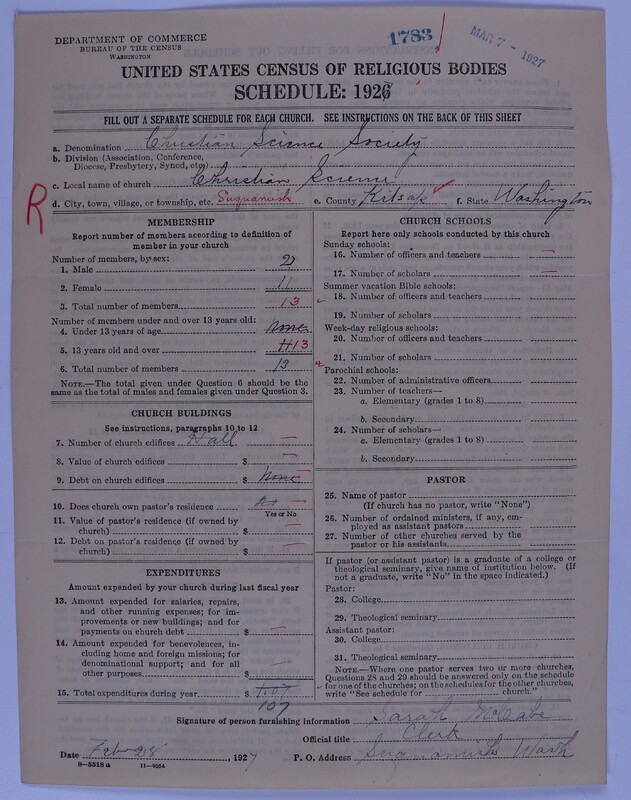 DEPARTMENT OF COMMERCE
BUREAU OF THE CENSUS
WASHINGTON
1783
MAR 7 - 1927
UNITED STATES CENSUS OF RELIGIOUS BODIES
SCHEDULE: 1926
FILL OUT A SEPARATE SCHEDULE FOR EACH CHURCH. SEE INSTRUCTIONS ON THE BACK OF THIS SHEET
a. Denomination Christian Science Society
b. Division (Association, Conference,
Diocese, Presbytery, Synod, etc.)
c. Local name of church Christian Science
R
d. City, town, village, or township, etc. Suquamish e. County Kitsap f. State Washington
MEMBERSHIP
Report number of members according to definition of
member in your church
Number of members, by sex:
1. Male 2
2. Female 11
3. Total number of members 13
Number of members under and over 13 years old:
4. Under 13 years of age None
5. 13 years old and over 13
6. Total number of members 13
NOTE.—The total given under Question 6 should be the
same as the total of males and females given under Question 3.
CHURCH BUILDINGS
See instructions, paragraphs 10 to 12
7. Number of church edifices Hall —
8. Value of church edifices $ —
9. Debt on church edifices $ None
10. Does church own pastor's residence No —
Yes or No
11. Value of pastor's residence (if owned by
church) $ —
12. Debt on pastor's residence (if owned by
church) $ —
EXPENDITURES
Amount expended by your church during last fiscal year
13. Amount expended for salaries, repairs,
and other running expenses; for im-
provements or new buildings; and for
payments on church debt $ —
14. Amount expended for benevolences, in-
cluding home and foreign missions; for
denominational support; and for all
other purposes —
15. Total expenditures during year $ 1.07
107
CHURCH SCHOOLS
Report here only schools conducted by this church
Sunday schools:
16. Number of officers and teachers —
17. Number of scholars —
Summer vacation Bible schools:
18. Number of officers and teachers
19. Number of scholars
Week-day religious schools:
20. Number of officers and teachers
21. Number of scholars
Parochial schools:
22. Number of administrative officers
23. Number of teachers—
a. Elementary (grades 1 to 8)
b. Secondary
24. Number of scholars—
a. Elementary (grades 1 to 8)
b. Secondary
PASTOR
25. Name of pastor
(If church has no pastor, write "None")
26. Number of ordained ministers, if any, em-
ployed as assistant pastors
27. Number of other churches served by the
pastor or his assistants
If pastor (or assistant pastor) is a graduate of a college or
theological seminary, give name of institution below. (If
not a graduate, write "No" in the space indicated.)
Pastor:
28. College
29. Theological seminary
Assistant pastor:
30. College
31. Theological seminary
NOTE.—Where one pastor serves two or more churches,
Questions 28 and 29 should be answered only on the schedule
for one of the churches; on the schedules for the other churches,
write "See schedule for church."
Signature of person furnishing information Sarah McCabe
Official title Clerk
Date Feb 28, 1927 P. O. Address Suquamish Wash
8—5518 a 11—9554